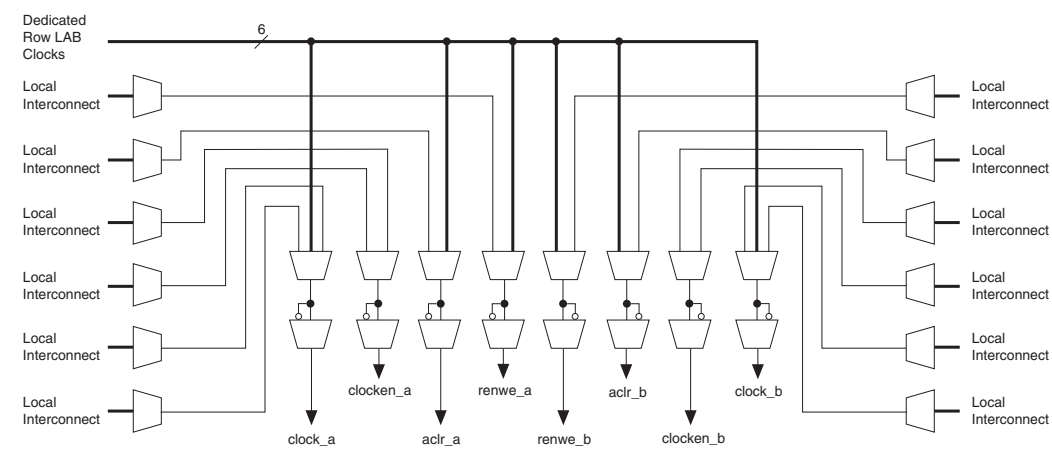 Dedicated
Row LAB
Clocks
6
Local
Interconnect
Local
Interconnect
Local
Interconnect
Local
Interconnect
Local
Interconnect
Local
Interconnect
Local
Interconnect
Local
Interconnect
Local
Interconnect
Local
Interconnect
Local
Interconnect
Local
Interconnect
clocken_a
renwe_a
aclr_b
clock_b
clock_a
aclr_a
renwe_b
clocken_b